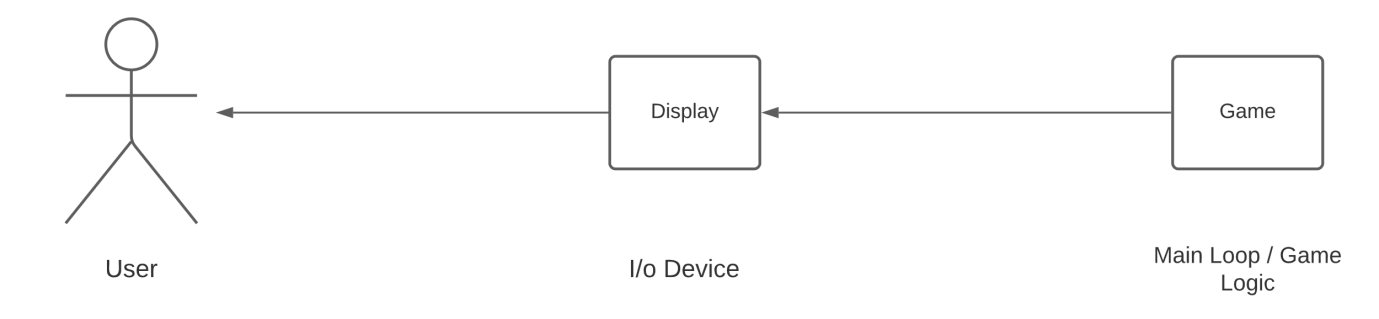 Display
Game
User
I/o Device
Main Loop / Game
Logic